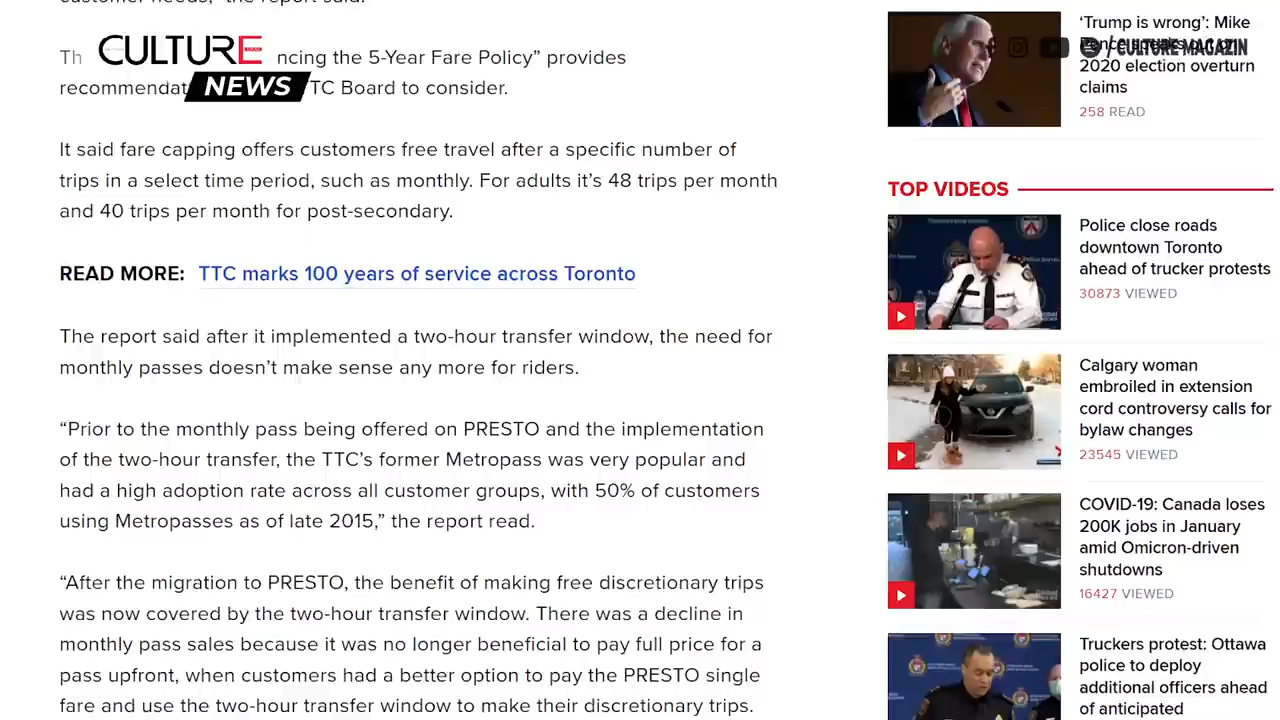 customer needs," the report said.
Th ncing the 5-Year Fare Policy” provides
recommendat TC Board to consider.
It said fare capping offers customers free travel after a specific number of
trips in a select time period, such as monthly. For adults it’s 48 trips per month
and 40 trips per month for post-secondary.
READ MORE: TTC marks 100 years of service across Toronto
The report said after it implemented a two-hour transfer window, the need for
monthly passes doesn’t make sense any more for riders.
“Prior to the monthly pass being offered on PRESTO and the implementation
of the two-hour transfer, the TTC’s former Metropass was very popular and
had a high adoption rate across all customer groups, with 50% of customers
using Metropasses as of late 2015,” the report read.
“After the migration to PRESTO, the benefit of making free discretionary trips
was now covered by the two-hour transfer window. There was a decline in
monthly pass sales because it was no longer beneficial to pay full price for a
pass upfront, when customers had a better option to pay the PRESTO single
fare and use the two-hour transfer window to make their discretionary trips.
CULTURE
NEWS
/ CULTURE MAGAZIN
‘Trump is wrong’: Mike
Pence speaks out on
2020 election overturn
claims
258 READ
TOP VIDEOS
Police close roads
downtown Toronto
ahead of trucker protests
30873 VIEWED
Calgary woman
embroiled in extension
cord controversy calls for
bylaw changes
23545 VIEWED
COVID-19: Canada loses
200K jobs in January
amid Omicron-driven
shutdowns
16427 VIEWED
Truckers protest: Ottawa
police to deploy
additional officers ahead
of anticipated